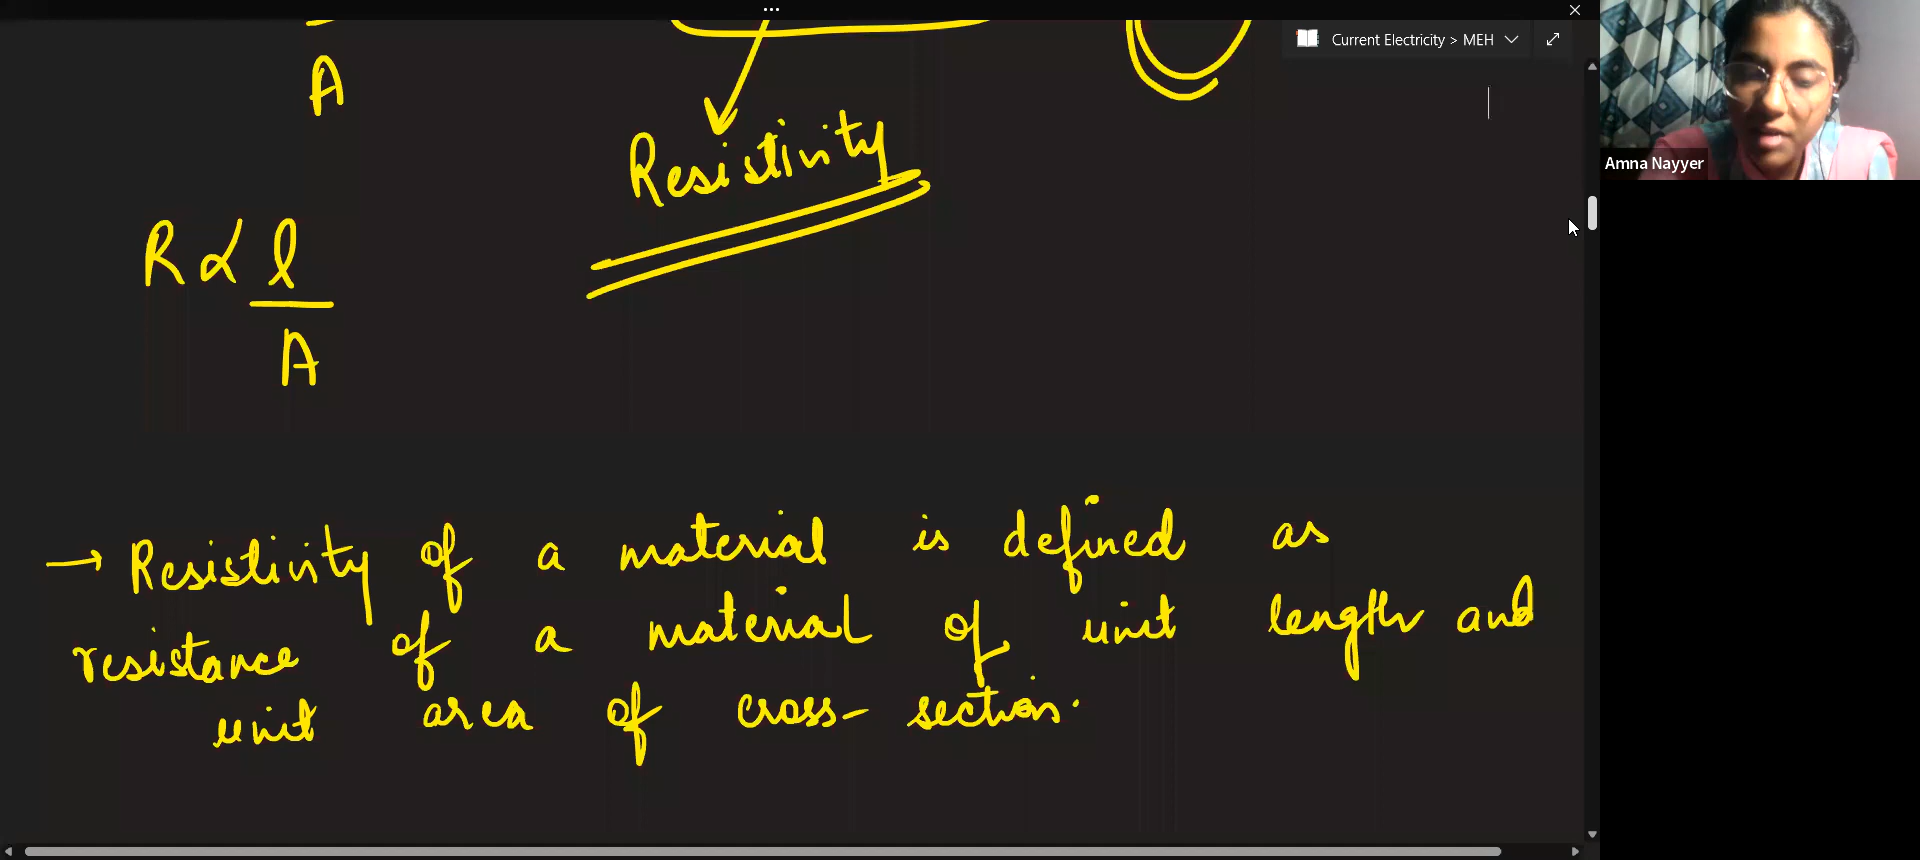 Current Electricity > MEH
A
Resistivity
Amna Nayyer
R ∝ l
A
→ Resistivity of a material is defined as
resistance of a material of unit length and
unit area of cross-section.